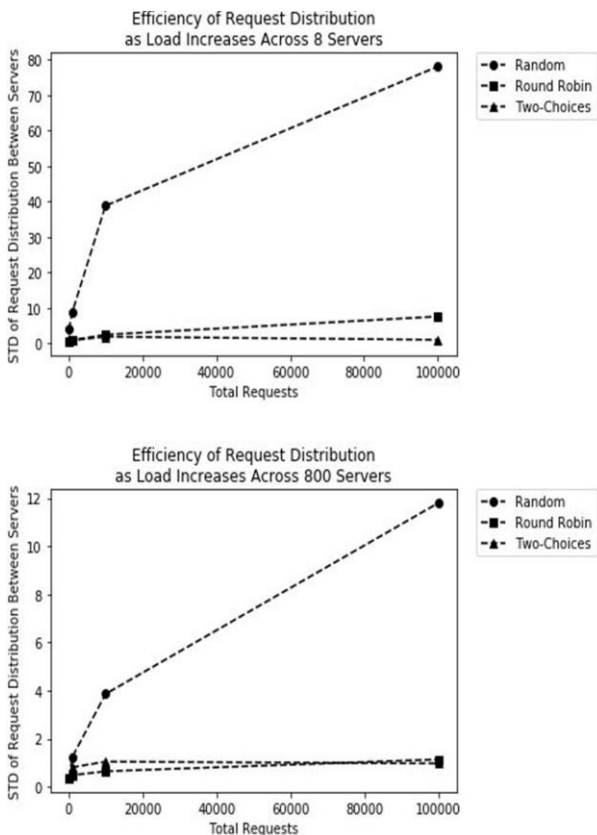 Efficiency of Request Distribution
as Load Increases Across 8 Servers
STD of Request Distribution Between Servers
80
70
60
50
40
30
20
10
0
0 20000 40000 60000 80000 100000
Total Requests
Random
Round Robin
Two-Choices
Efficiency of Request Distribution
as Load Increases Across 800 Servers
STD of Request Distribution Between Servers
12
10
8
6
4
2
0
0 20000 40000 60000 80000 100000
Total Requests
Random
Round Robin
Two-Choices